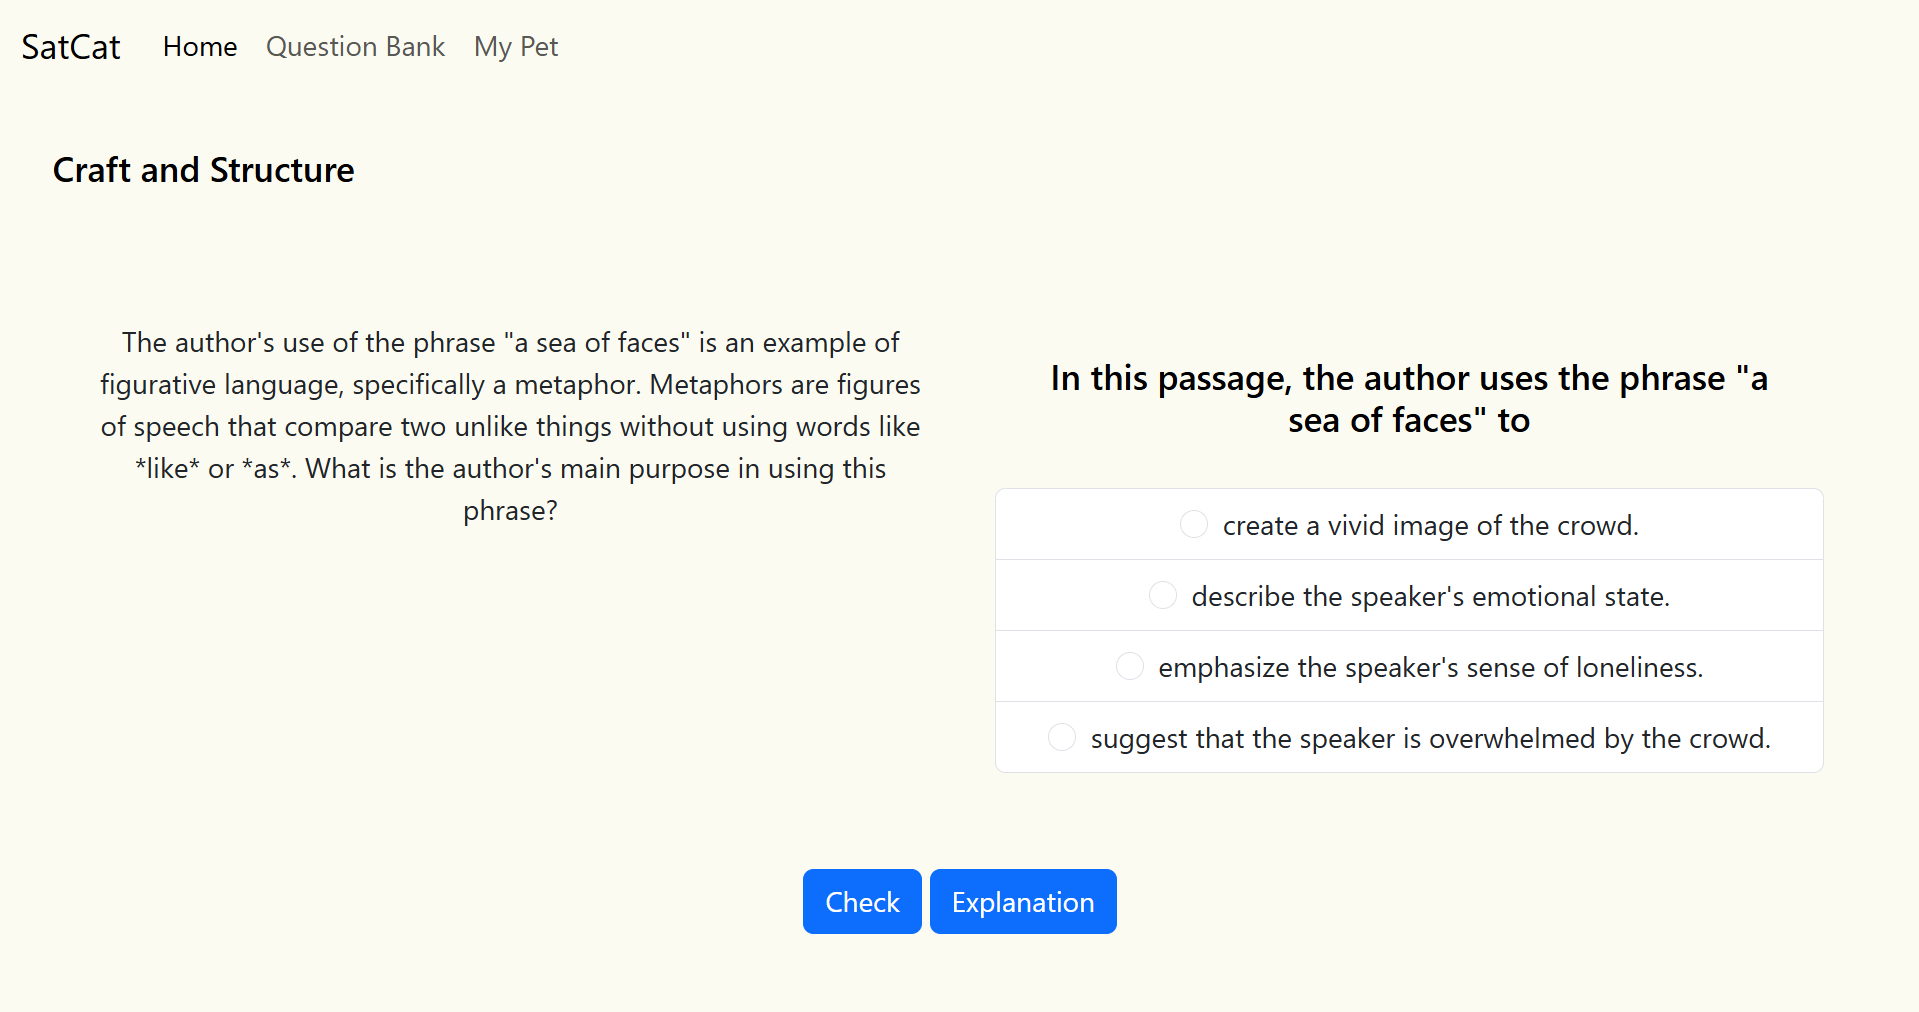 SatCat Home Question Bank My Pet
Craft and Structure
The author's use of the phrase "a sea of faces" is an example of
figurative language, specifically a metaphor. Metaphors are figures
of speech that compare two unlike things without using words like
*like* or *as*. What is the author's main purpose in using this
phrase?
In this passage, the author uses the phrase "a
sea of faces" to
create a vivid image of the crowd.
describe the speaker's emotional state.
emphasize the speaker's sense of loneliness.
suggest that the speaker is overwhelmed by the crowd.
Check Explanation